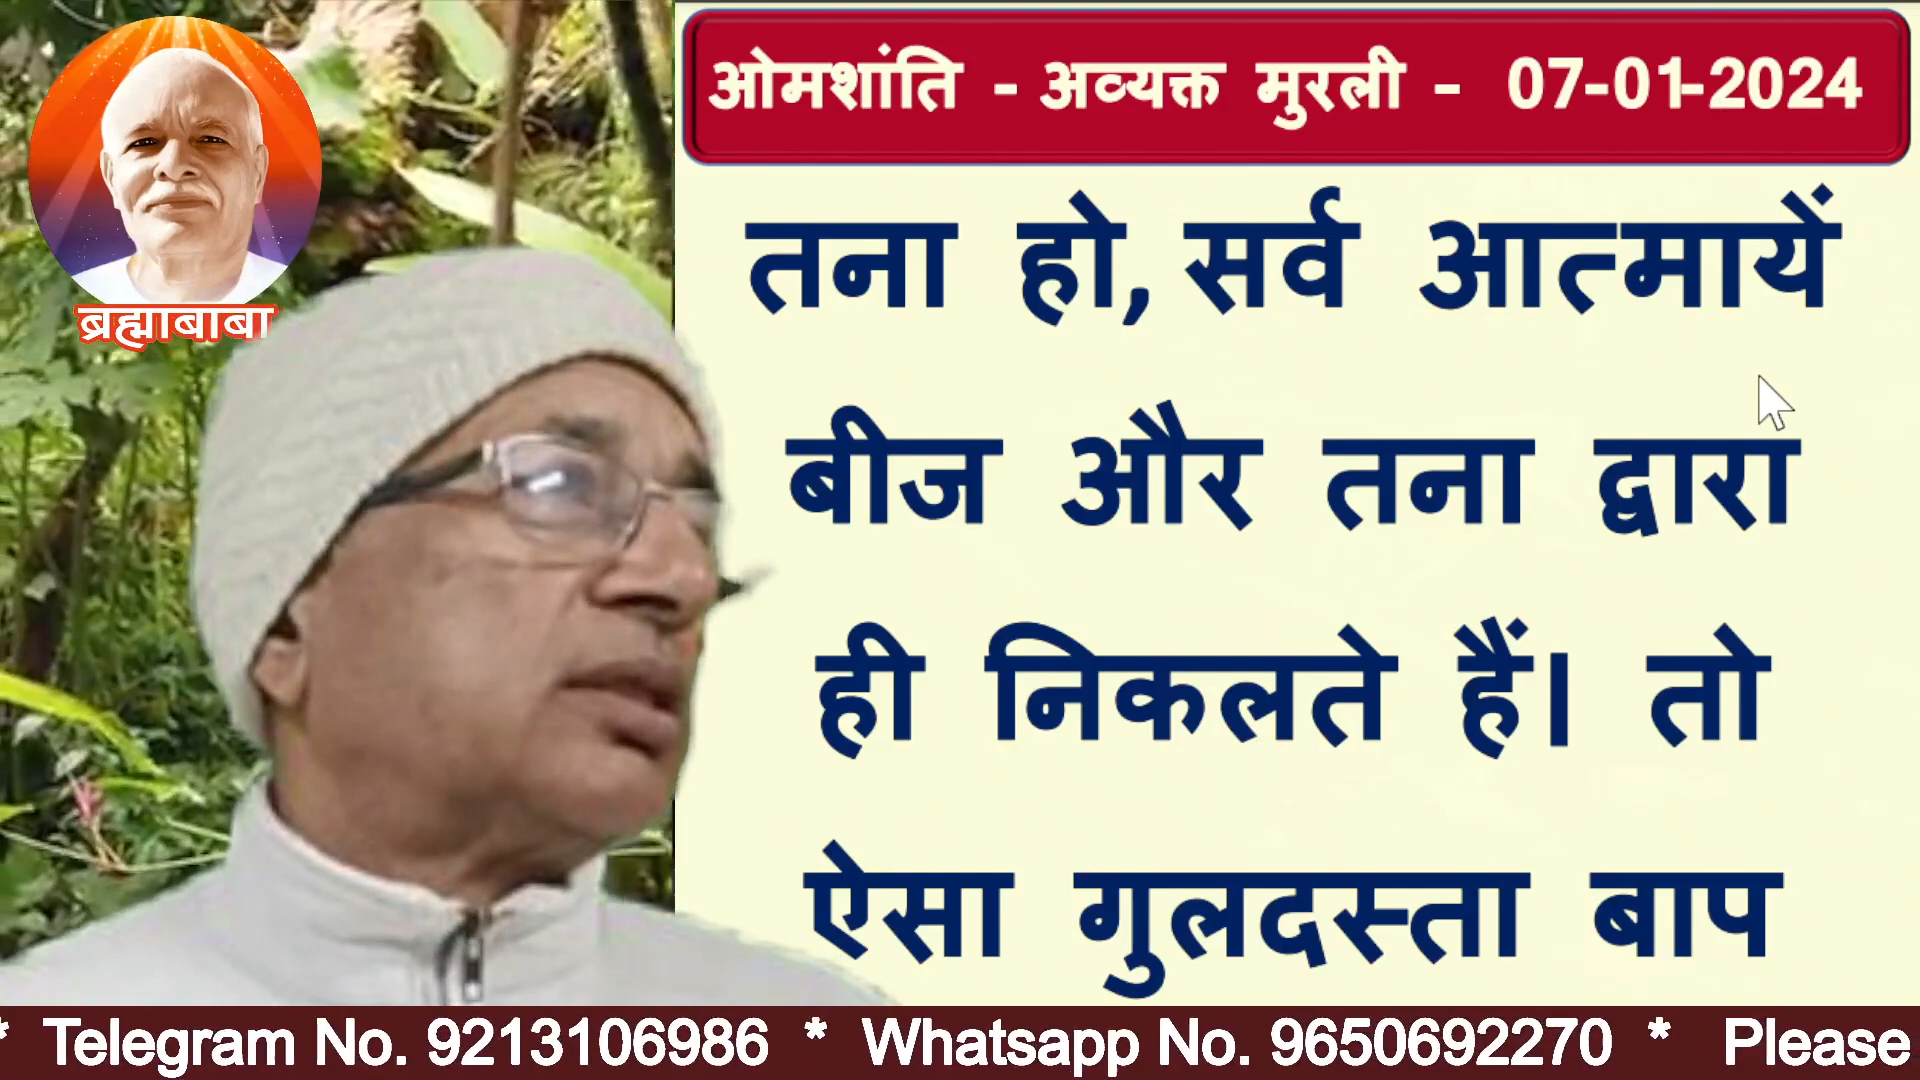 ओमशांति - अव्यक्त मुरली - 07-01-2024
ब्रह्माबाबा
तना हो, सर्व आत्मायें
बीज और तना द्वारा
ही निकलते हैं। तो
ऐसा गुलदस्ता बाप
* Telegram No. 9213106986 * Whatsapp No. 9650692270 * Please